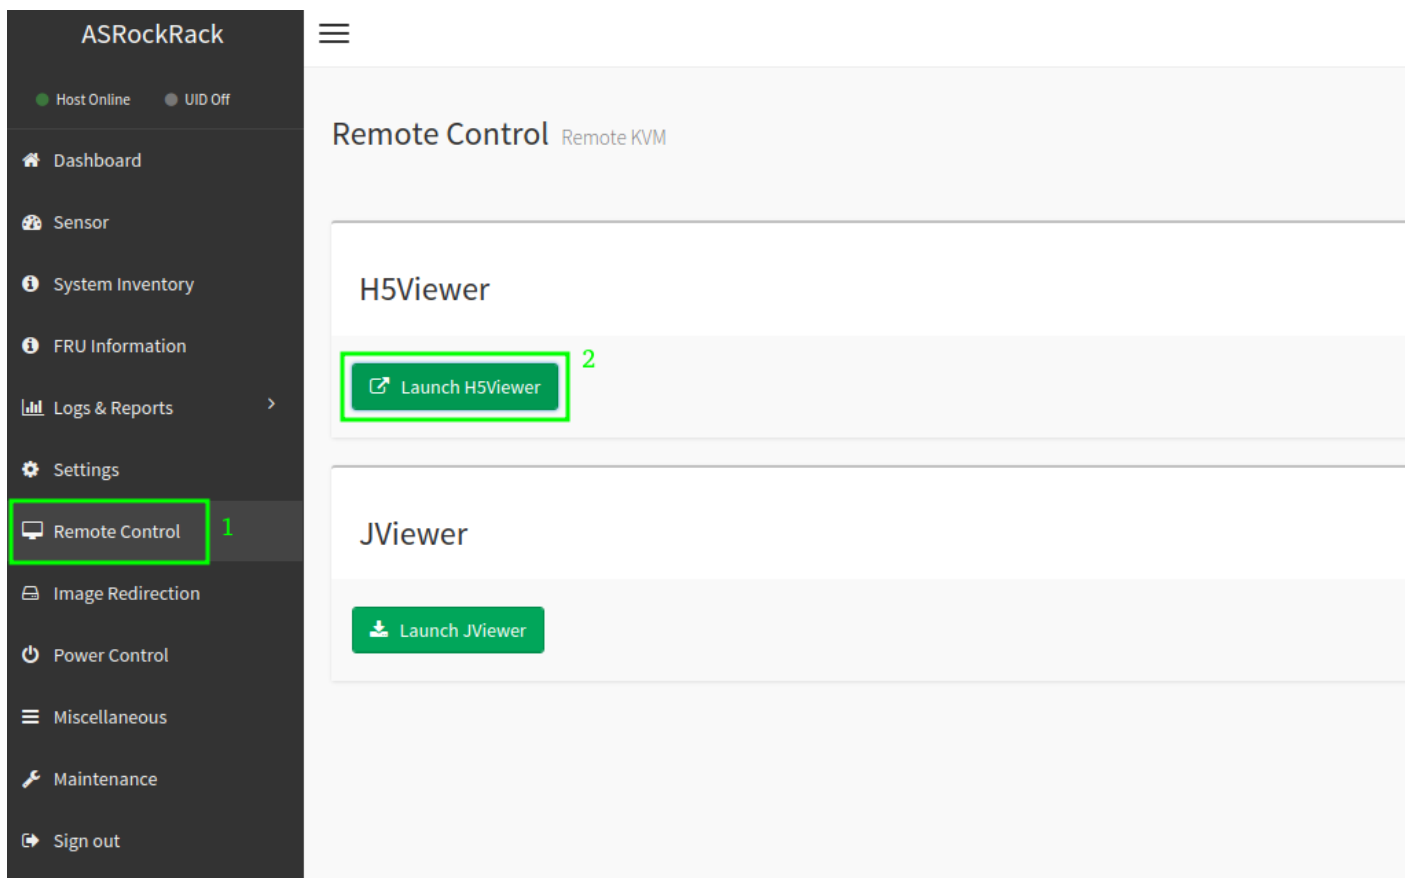 ASRockRack
Host Online UID Off
Dashboard
Sensor
System Inventory
FRU Information
Logs & Reports
Settings
Remote Control 1
Image Redirection
Power Control
Miscellaneous
Maintenance
Sign out
Remote Control Remote KVM
H5Viewer
Launch H5Viewer 2
JViewer
Launch JViewer